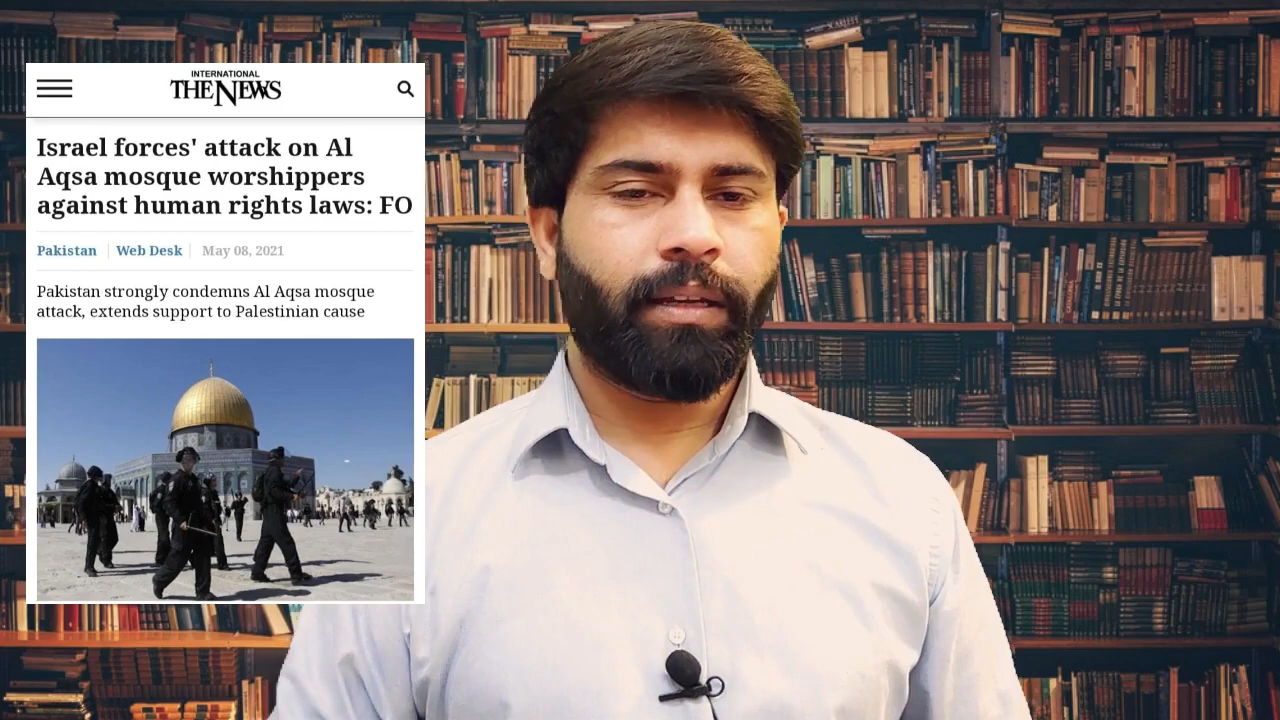 INTERNATIONAL
THE NEWS
Israel forces' attack on Al
Aqsa mosque worshippers
against human rights laws: FO
Pakistan | Web Desk | May 08, 2021
Pakistan strongly condemns Al Aqsa mosque
attack, extends support to Palestinian cause